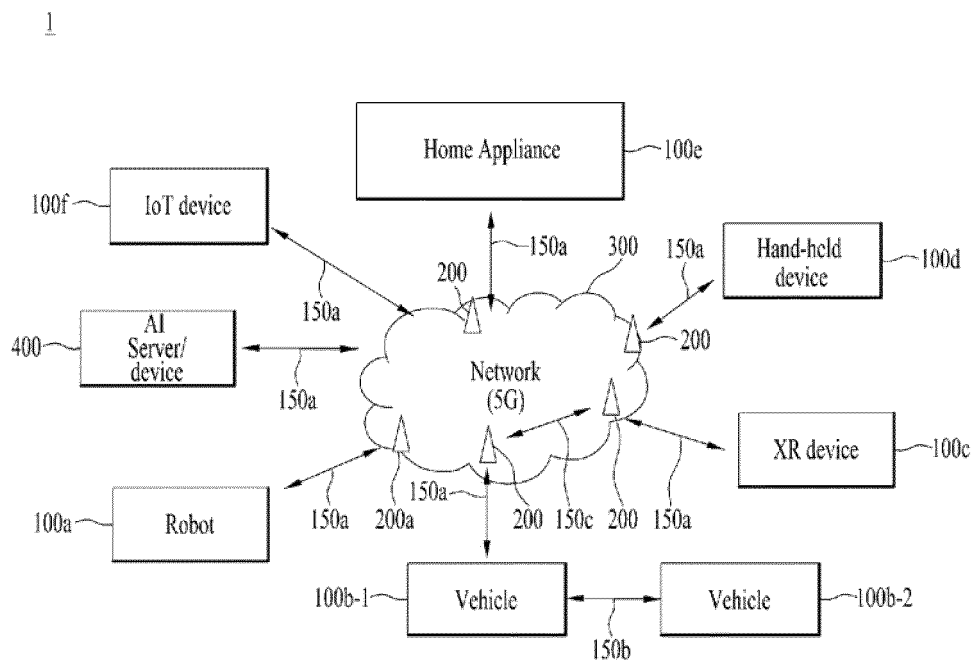 1
Home Appliance
100e
100f
IoT device
150a
300
150a
Hand-held
device
100d
200
150a
400
AI
Server/
device
150a
Network
(5G)
200
150a
XR device
100c
100a
Robot
150a
200a
200
150c
200
150a
100b-1
Vehicle
Vehicle
100b-2
150b